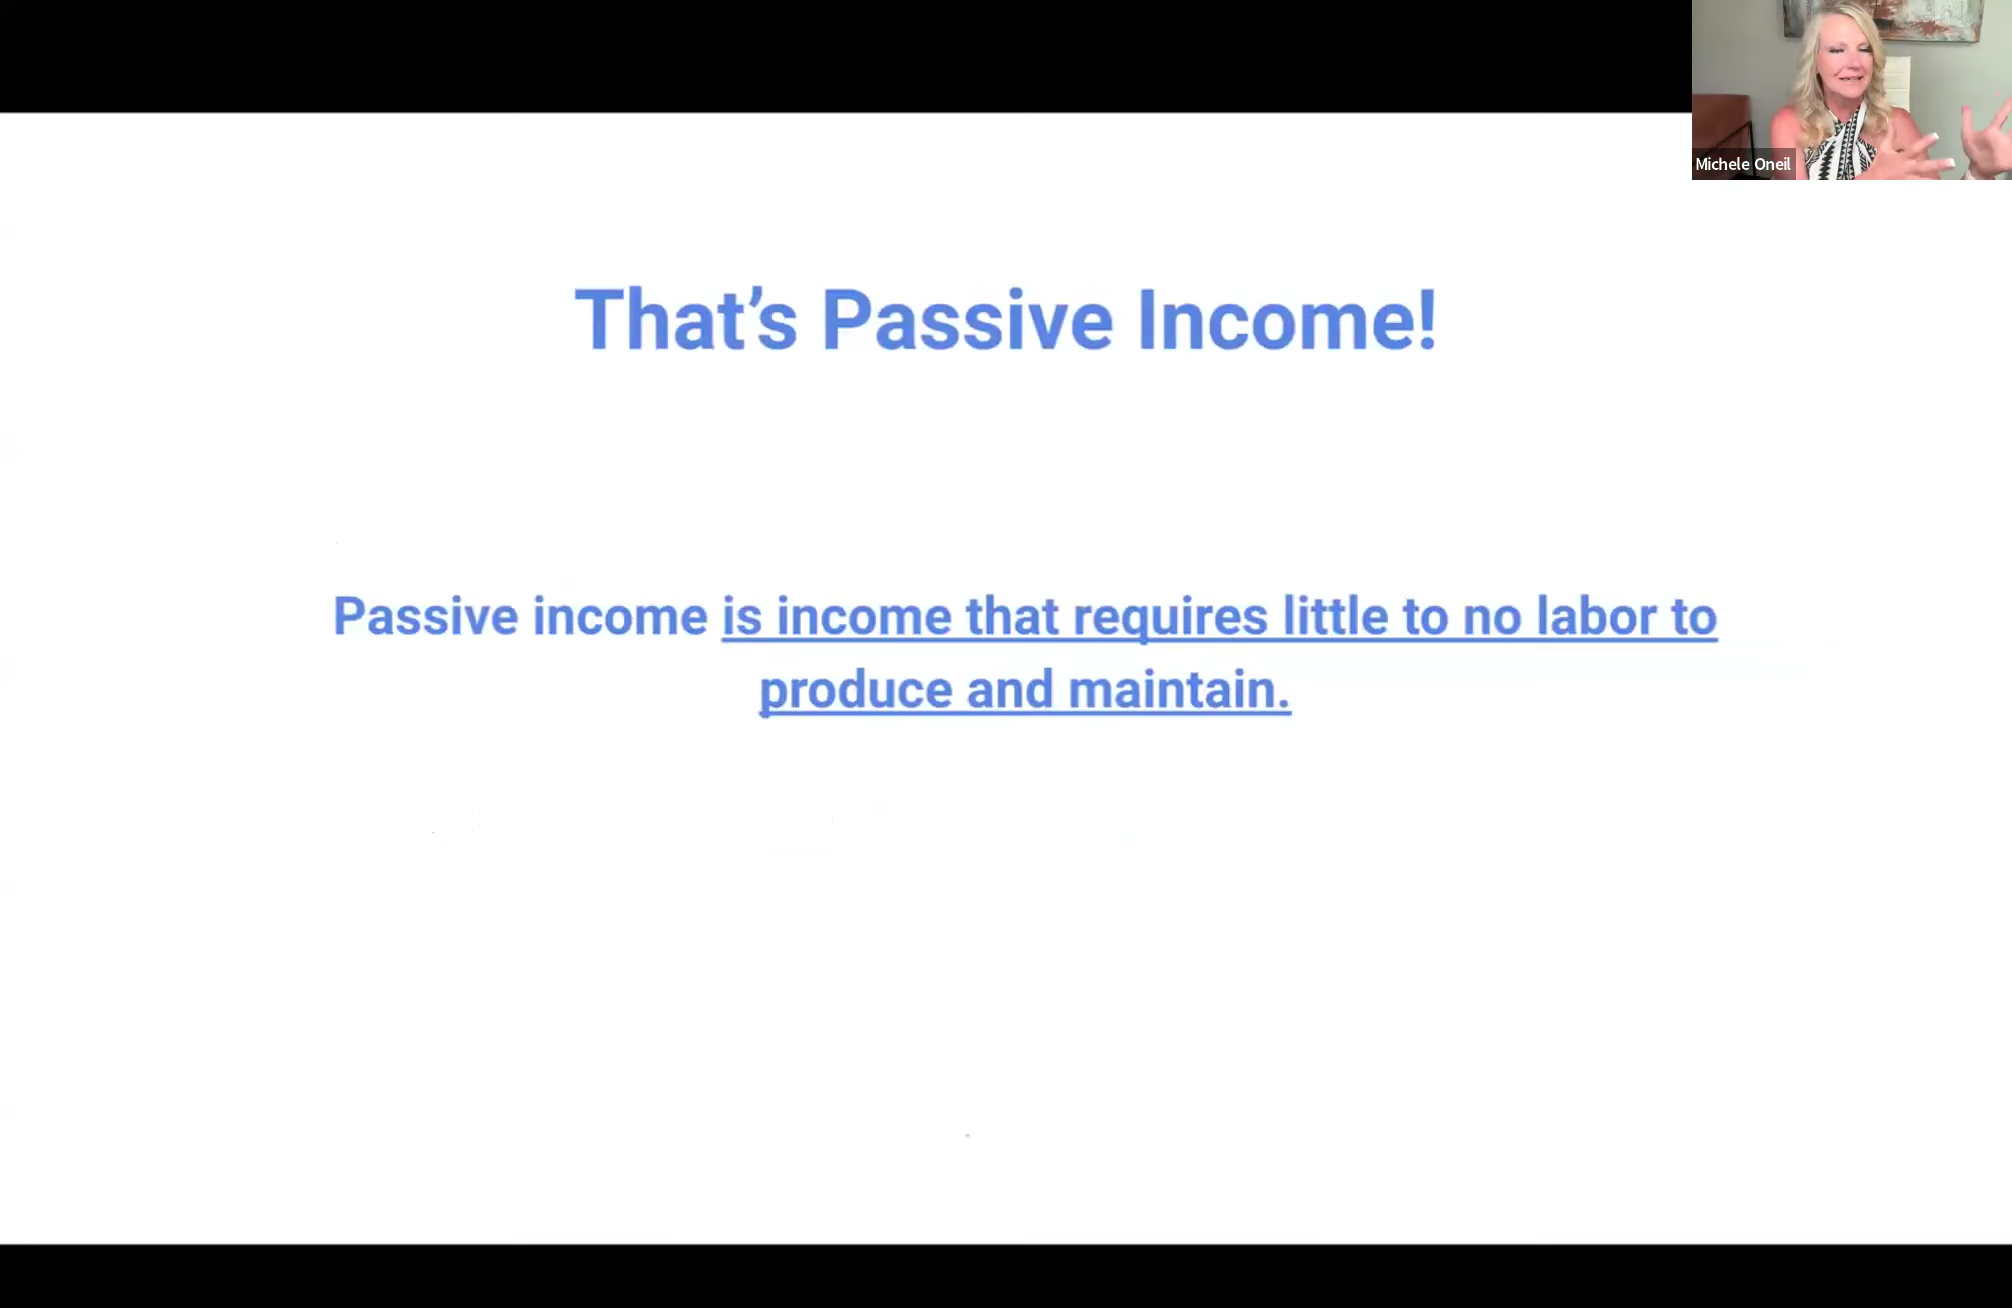 Michele Oneil
That’s Passive Income!
Passive income is income that requires little to no labor to
produce and maintain.